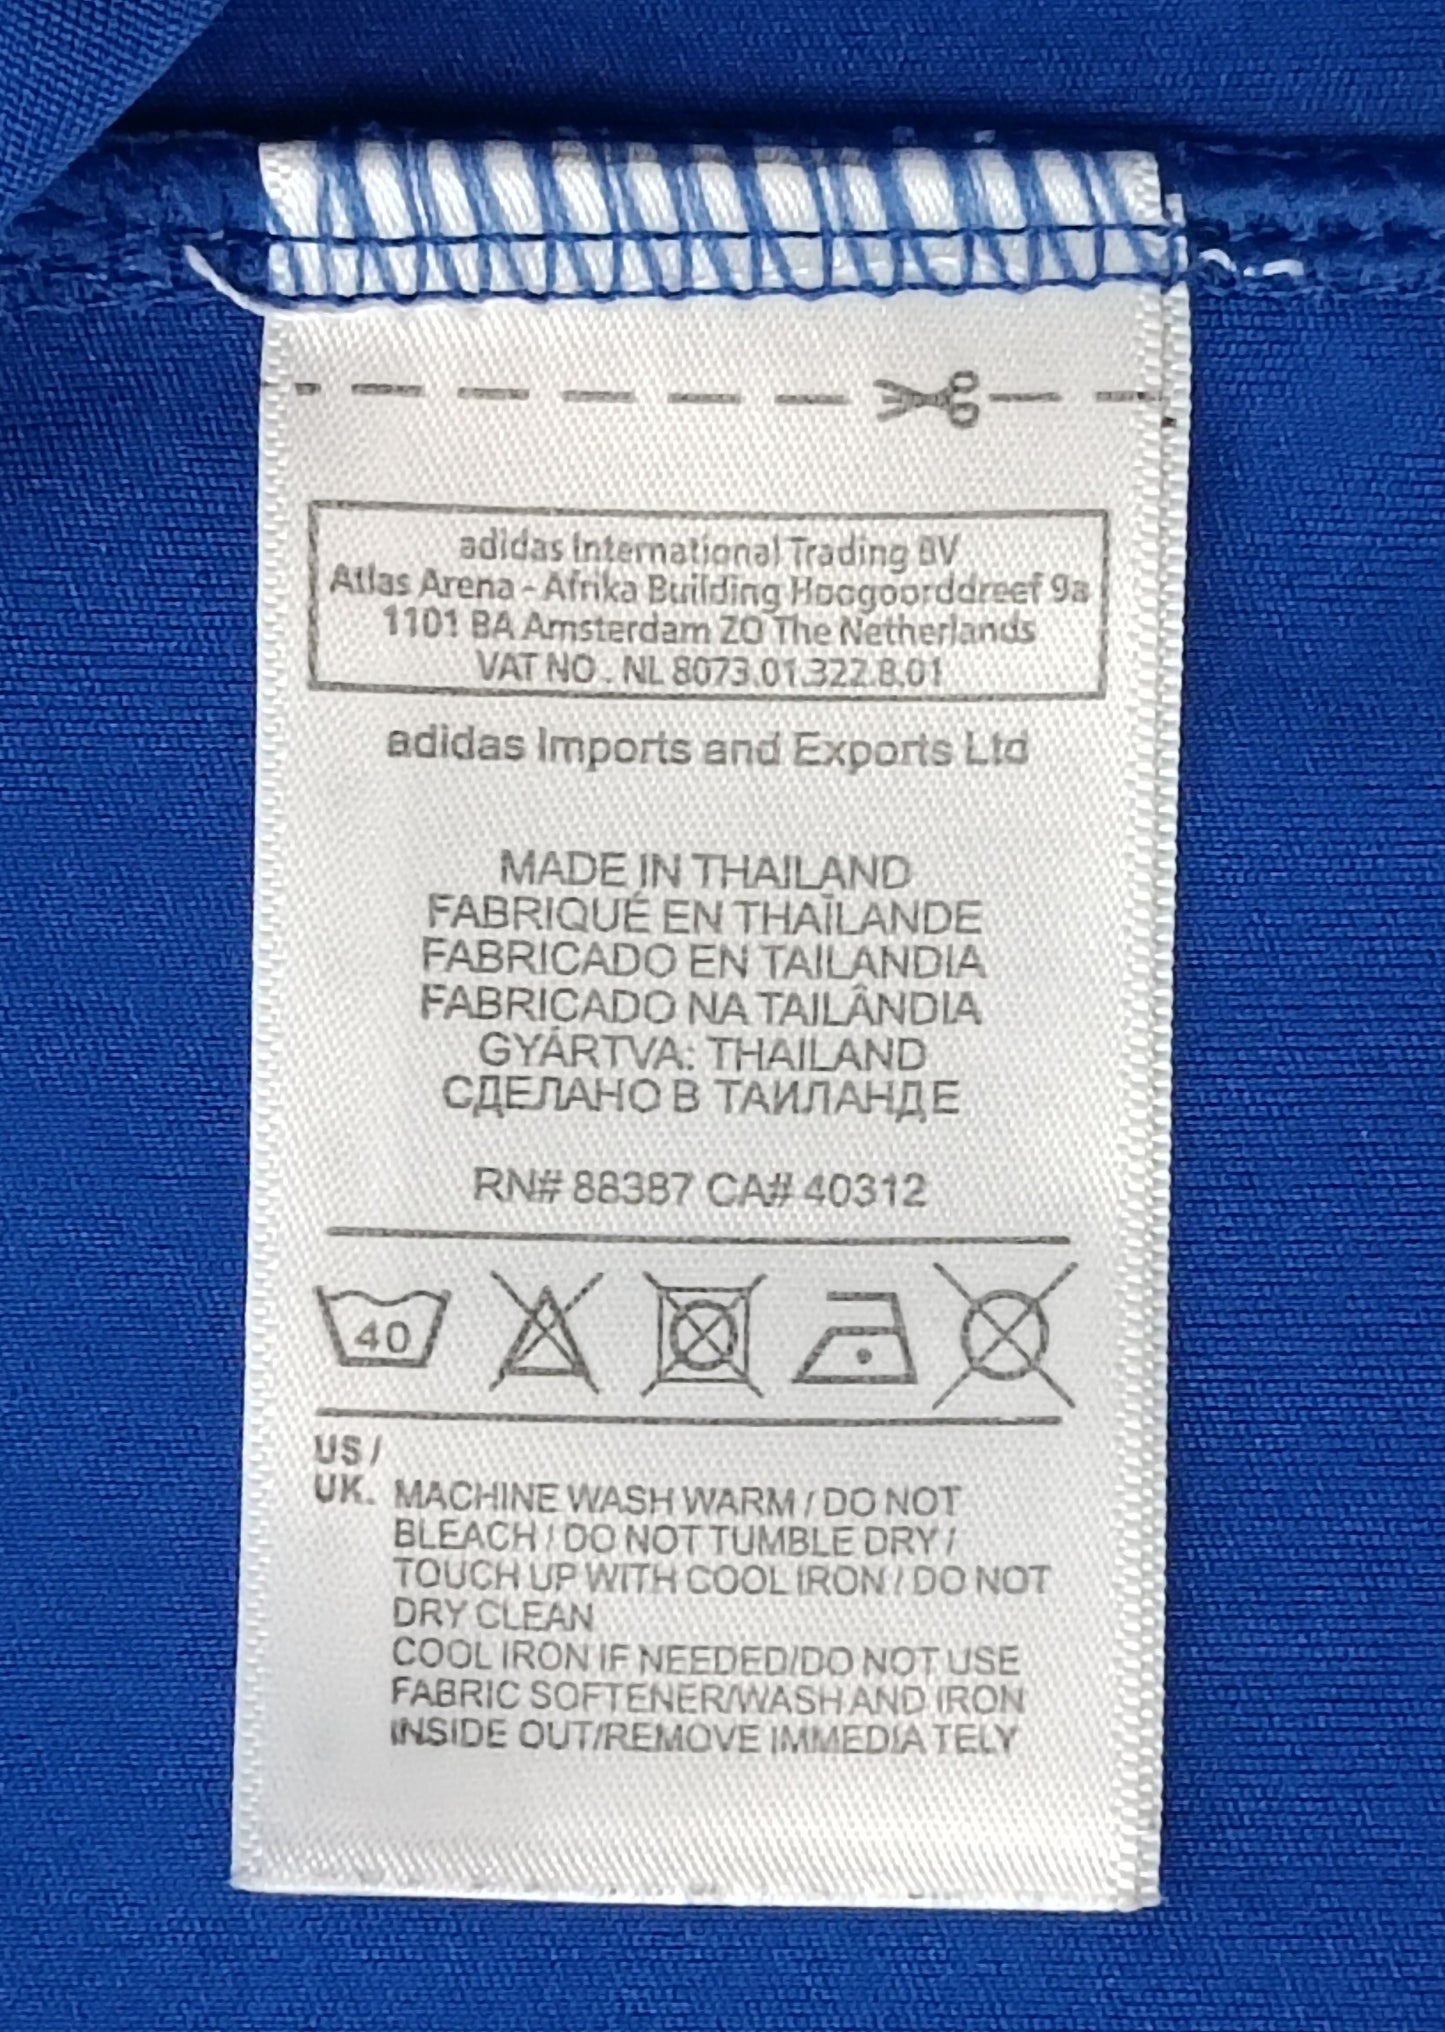 adidas International Trading BV
Atlas Arena - Afrika Building Hoogoorddreef 9a
1101 BA Amsterdam ZO The Netherlands
VAT NO . NL 8073.01.322.B.01
adidas Imports and Exports Ltd
MADE IN THAILAND
FABRIQUÉ EN THAÏLANDE
FABRICADO EN TAILANDIA
FABRICADO NA TAILÂNDIA
GYÁRTVA: THAILAND
СДЕЛАНО В ТАИЛАНДЕ
RN# 88387 CA# 40312
40
US /
UK. MACHINE WASH WARM / DO NOT
BLEACH / DO NOT TUMBLE DRY /
TOUCH UP WITH COOL IRON / DO NOT
DRY CLEAN
COOL IRON IF NEEDED/DO NOT USE
FABRIC SOFTENER/WASH AND IRON
INSIDE OUT/REMOVE IMMEDIATELY